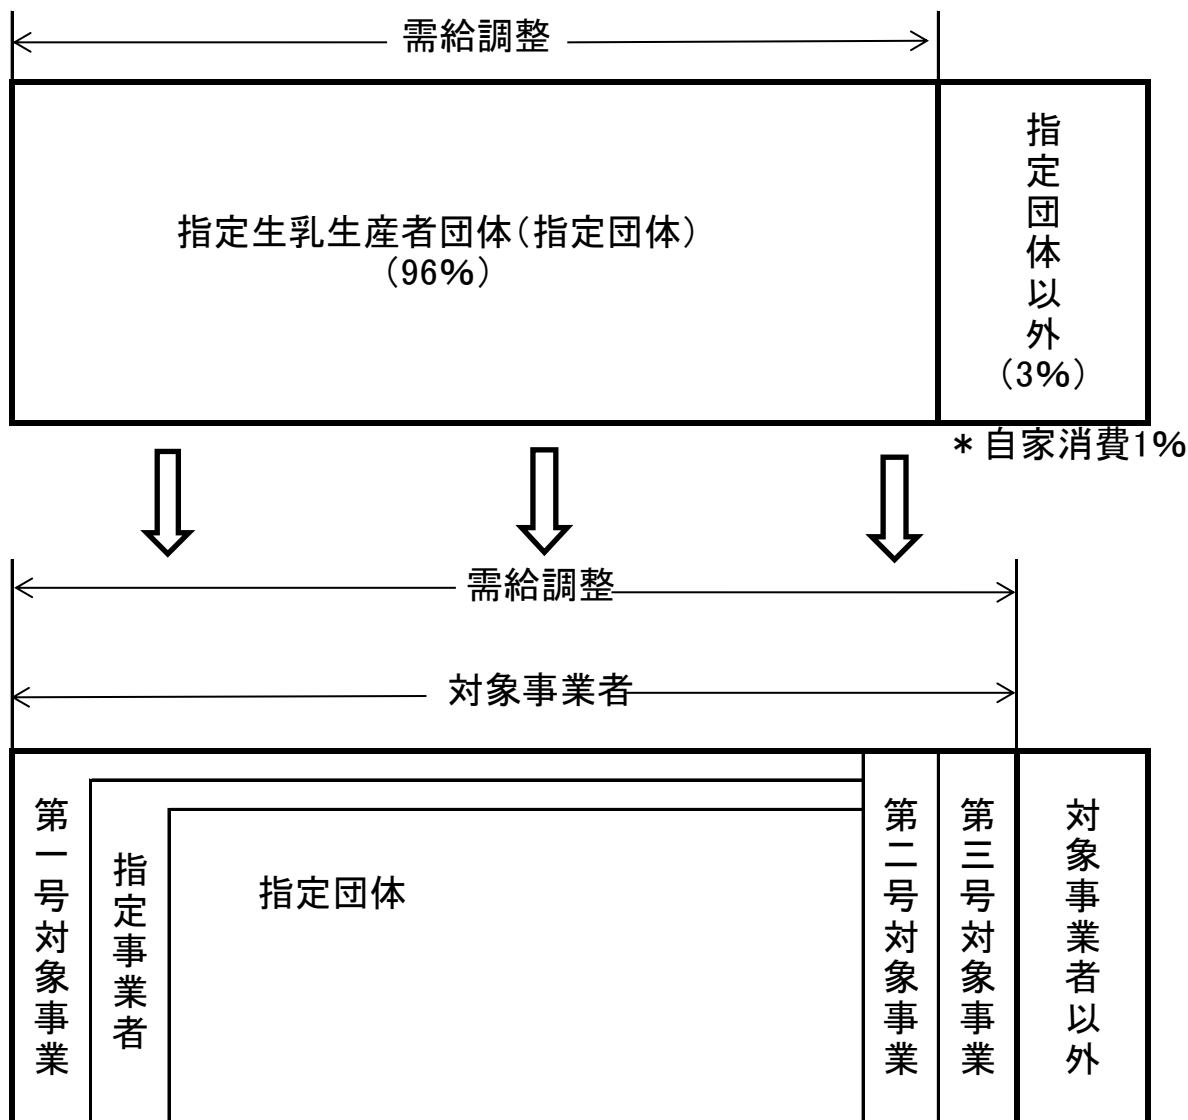 需給調整
指定生乳生産者団体(指定団体)
(96%)
指定団体以外
(3%)
*自家消費1%
需給調整
対象事業者
第一号対象事業
指定事業者
指定団体
第二号対象事業
第三号対象事業
対象事業者以外